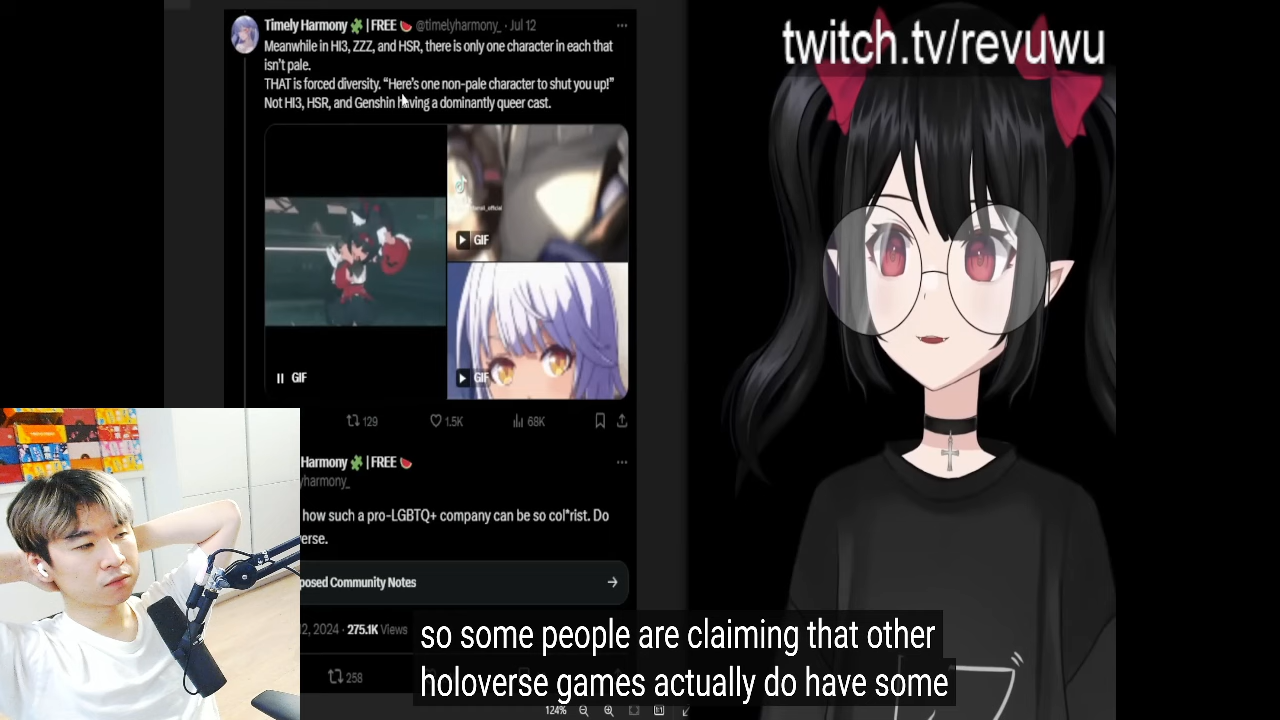 twitch.tv/revuwu
Timely Harmony | FREE @timelyharmony_ · Jul 12
Meanwhile in HI3, ZZZ, and HSR, there is only one character in each that
isn't pale.
THAT is forced diversity. “Here's one non-pale character to shut you up!”
Not HI3, HSR, and Genshin having a dominantly queer cast.
GIF
GIF
GIF
129 1.5K 68K
Harmony | FREE
harmony_
how such a pro-LGBTQ+ company can be so col*rist. Do
erse.
posed Community Notes
2, 2024 · 275.1K Views
258
so some people are claiming that other
holoverse games actually do have some
124%